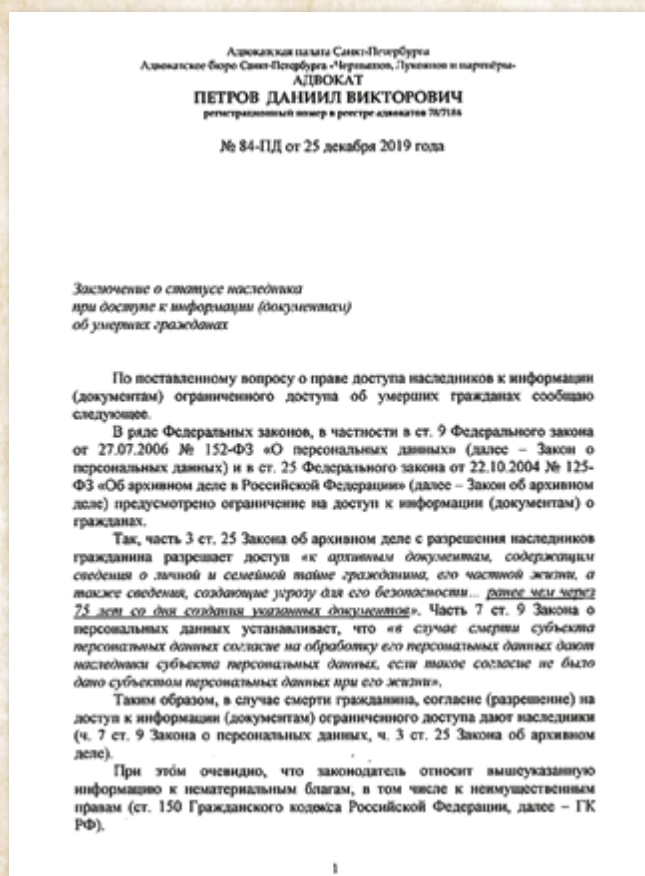 Адвокатская палата Санкт-Петербурга
Адвокатское бюро Санкт-Петербурга «Чернышов, Лукоянов и партнёры»
АДВОКАТ
ПЕТРОВ ДАНИИЛ ВИКТОРОВИЧ
регистрационный номер в реестре адвокатов 78/7186
№ 84-ПД от 25 декабря 2019 года
Заключение о статусе наследника
при доступе к информации (документам)
об умерших гражданах
По поставленному вопросу о праве доступа наследников к информации
(документам) ограниченного доступа об умерших гражданах сообщаю
следующее.
В ряде Федеральных законов, в частности в ст. 9 Федерального закона
от 27.07.2006 № 152-ФЗ «О персональных данных» (далее – Закон о
персональных данных) и в ст. 25 Федерального закона от 22.10.2004 № 125-
ФЗ «Об архивном деле в Российской Федерации» (далее – Закон об архивном
деле) предусмотрено ограничение на доступ к информации (документам) о
гражданах.
Так, часть 3 ст. 25 Закона об архивном деле с разрешения наследников
гражданина разрешает доступ «к архивным документам, содержащим
сведения о личной и семейной тайне гражданина, его частной жизни, а
также сведения, создающие угрозу для его безопасности... ранее чем через
75 лет со дня создания указанных документов». Часть 7 ст. 9 Закона о
персональных данных устанавливает, что «в случае смерти субъекта
персональных данных согласие на обработку его персональных данных дают
наследники субъекта персональных данных, если такое согласие не было
дано субъектом персональных данных при его жизни».
Таким образом, в случае смерти гражданина, согласие (разрешение) на
доступ к информации (документам) ограниченного доступа дают наследники
(ч. 7 ст. 9 Закона о персональных данных, ч. 3 ст. 25 Закона об архивном
деле).
При этом очевидно, что законодатель относит вышеуказанную
информацию к нематериальным благам, в том числе к неимущественным
правам (ст. 150 Гражданского кодекса Российской Федерации, далее – ГК
РФ).
1